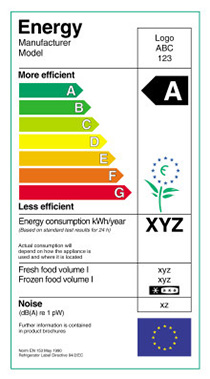 Energy
Manufacturer
Model
Logo
ABC
123
More efficient
A
B
C
D
E
F
G
A
Less efficient
Energy consumption kWh/year
(Based on standard test results for 24 h)
XYZ
Actual consumption will
depend on how the appliance is
used and where it is located
Fresh food volume l
Frozen food volume l
xyz
xyz
Noise
(dB(A) re 1 pW)
xz
Further information is contained
in product brochures
Norm EN 153 May 1990
Refrigerator Label Directive 94/2/EC